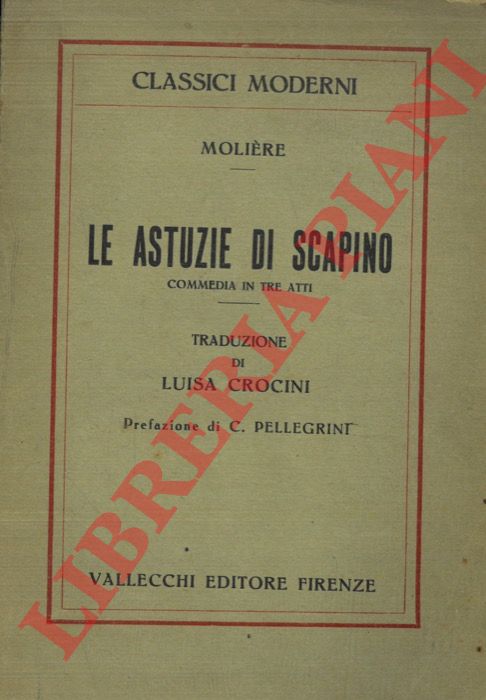 CLASSICI MODERNI
MOLIÈRE
LE ASTUZIE DI SCAPINO
COMMEDIA IN TRE ATTI
TRADUZIONE
DI
LUISA CROCINI
Prefazione di C. PELLEGRINI
VALLECCHI EDITORE FIRENZE
LIBRERIA PIANI